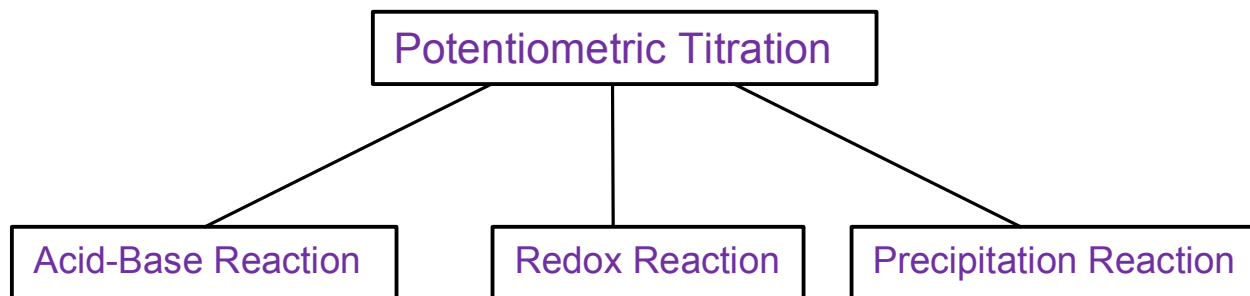 Potentiometric Titration
Acid-Base Reaction
Redox Reaction
Precipitation Reaction